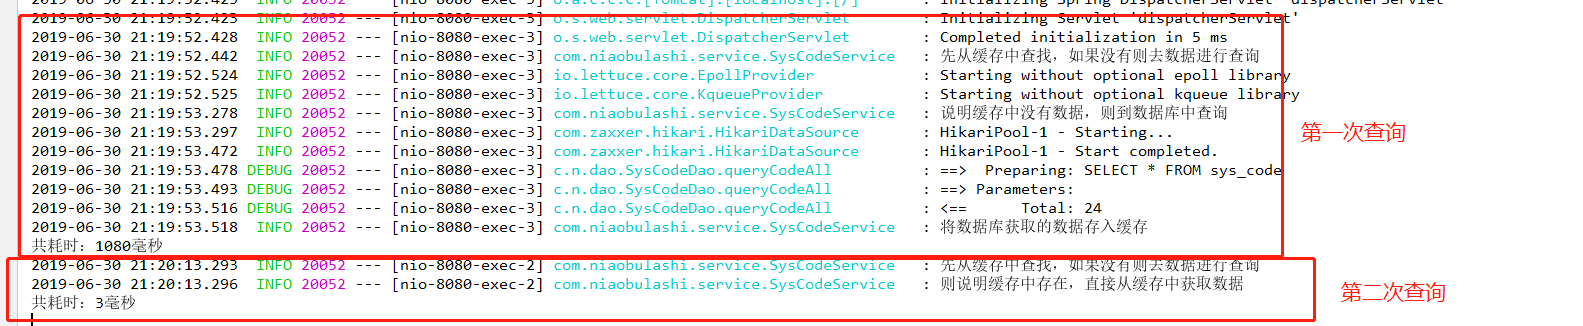 2019-06-30 21:19:52.425 INFO 20052 --- [nio-8080-exec-3] o.a.c.c.C.[Tomcat].[localhost].[/] : Initializing Spring DispatcherServlet 'dispatcherServlet'
o.s.web.servlet.DispatcherServlet : Initializing Servlet 'dispatcherServlet'
2019-06-30 21:19:52.428 INFO 20052 --- [nio-8080-exec-3] o.s.web.servlet.DispatcherServlet : Completed initialization in 5 ms
2019-06-30 21:19:52.442 INFO 20052 --- [nio-8080-exec-3] com.niaobulashi.service.SysCodeService : 先从缓存中查找，如果没有则去数据进行查询
2019-06-30 21:19:52.524 INFO 20052 --- [nio-8080-exec-3] io.lettuce.core.EpollProvider : Starting without optional epoll library
2019-06-30 21:19:52.525 INFO 20052 --- [nio-8080-exec-3] io.lettuce.core.KqueueProvider : Starting without optional kqueue library
2019-06-30 21:19:53.278 INFO 20052 --- [nio-8080-exec-3] com.niaobulashi.service.SysCodeService : 说明缓存中没有数据，则到数据库中查询
2019-06-30 21:19:53.297 INFO 20052 --- [nio-8080-exec-3] com.zaxxer.hikari.HikariDataSource : HikariPool-1 - Starting...
第一次查询
2019-06-30 21:19:53.472 INFO 20052 --- [nio-8080-exec-3] com.zaxxer.hikari.HikariDataSource : HikariPool-1 - Start completed.
2019-06-30 21:19:53.478 DEBUG 20052 --- [nio-8080-exec-3] c.n.dao.SysCodeDao.queryCodeAll : ==>  Preparing: SELECT * FROM sys_code
2019-06-30 21:19:53.493 DEBUG 20052 --- [nio-8080-exec-3] c.n.dao.SysCodeDao.queryCodeAll : ==> Parameters:
2019-06-30 21:19:53.516 DEBUG 20052 --- [nio-8080-exec-3] c.n.dao.SysCodeDao.queryCodeAll : <==      Total: 24
2019-06-30 21:19:53.518 INFO 20052 --- [nio-8080-exec-3] com.niaobulashi.service.SysCodeService : 将数据库获取的数据存入缓存
共耗时：1080毫秒
2019-06-30 21:20:13.293 INFO 20052 --- [nio-8080-exec-2] com.niaobulashi.service.SysCodeService : 先从缓存中查找，如果没有则去数据进行查询
2019-06-30 21:20:13.296 INFO 20052 --- [nio-8080-exec-2] com.niaobulashi.service.SysCodeService : 则说明缓存中存在，直接从缓存中获取数据
第二次查询
共耗时：3毫秒